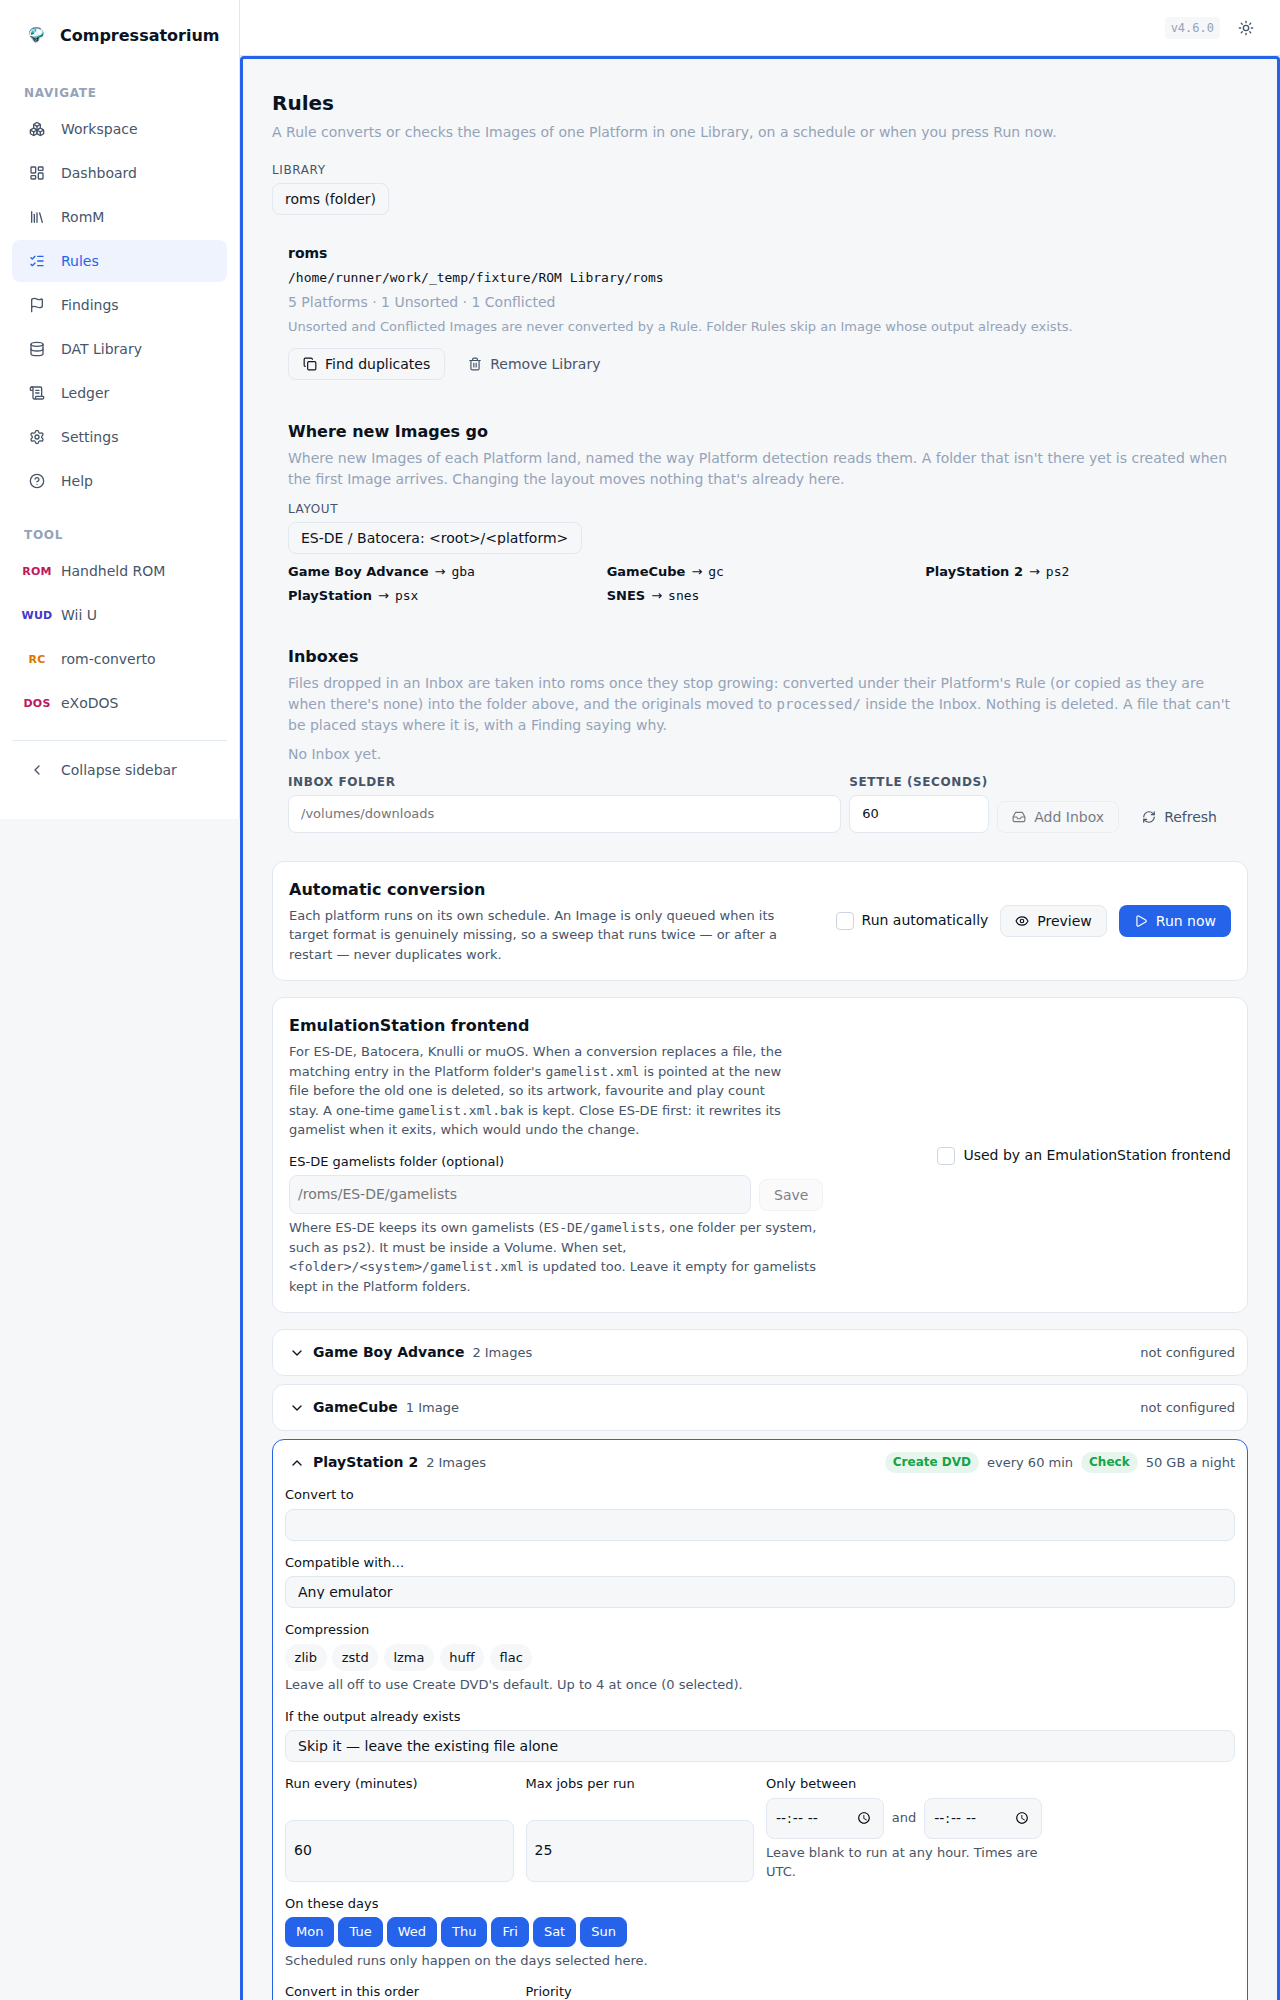 Compressatorium
v4.6.0
NAVIGATE
Workspace
Dashboard
RomM
Rules
Findings
DAT Library
Ledger
Settings
Help
TOOL
ROM Handheld ROM
WUD Wii U
RC rom-converto
DOS eXoDOS
Collapse sidebar
Rules
A Rule converts or checks the Images of one Platform in one Library, on a schedule or when you press Run now.
LIBRARY
roms (folder)
roms
/home/runner/work/_temp/fixture/ROM Library/roms
5 Platforms · 1 Unsorted · 1 Conflicted
Unsorted and Conflicted Images are never converted by a Rule. Folder Rules skip an Image whose output already exists.
Find duplicates
Remove Library
Where new Images go
Where new Images of each Platform land, named the way Platform detection reads them. A folder that isn't there yet is created when
the first Image arrives. Changing the layout moves nothing that's already here.
LAYOUT
ES-DE / Batocera: <root>/<platform>
Game Boy Advance → gba
GameCube → gc
PlayStation 2 → ps2
PlayStation → psx
SNES → snes
Inboxes
Files dropped in an Inbox are taken into roms once they stop growing: converted under their Platform's Rule (or copied as they are
when there's none) into the folder above, and the originals moved to processed/ inside the Inbox. Nothing is deleted. A file that can't
be placed stays where it is, with a Finding saying why.
No Inbox yet.
INBOX FOLDER
SETTLE (SECONDS)
/volumes/downloads
60
Add Inbox
Refresh
Automatic conversion
Each platform runs on its own schedule. An Image is only queued when its
target format is genuinely missing, so a sweep that runs twice — or after a
restart — never duplicates work.
Run automatically
Preview
Run now
EmulationStation frontend
For ES-DE, Batocera, Knulli or muOS. When a conversion replaces a file, the
matching entry in the Platform folder's gamelist.xml is pointed at the new
file before the old one is deleted, so its artwork, favourite and play count
stay. A one-time gamelist.xml.bak is kept. Close ES-DE first: it rewrites its
gamelist when it exits, which would undo the change.
ES-DE gamelists folder (optional)
/roms/ES-DE/gamelists
Save
Where ES-DE keeps its own gamelists (ES-DE/gamelists, one folder per system,
such as ps2). It must be inside a Volume. When set,
<folder>/<system>/gamelist.xml is updated too. Leave it empty for gamelists
kept in the Platform folders.
Used by an EmulationStation frontend
Game Boy Advance 2 Images
not configured
GameCube 1 Image
not configured
PlayStation 2 2 Images
Create DVD every 60 min Check 50 GB a night
Convert to
Compatible with…
Any emulator
Compression
zlib zstd lzma huff flac
Leave all off to use Create DVD's default. Up to 4 at once (0 selected).
If the output already exists
Skip it — leave the existing file alone
Run every (minutes)
Max jobs per run
Only between
60
25
--:-- -- and --:-- --
Leave blank to run at any hour. Times are
UTC.
On these days
Mon Tue Wed Thu Fri Sat Sun
Scheduled runs only happen on the days selected here.
Convert in this order
Priority